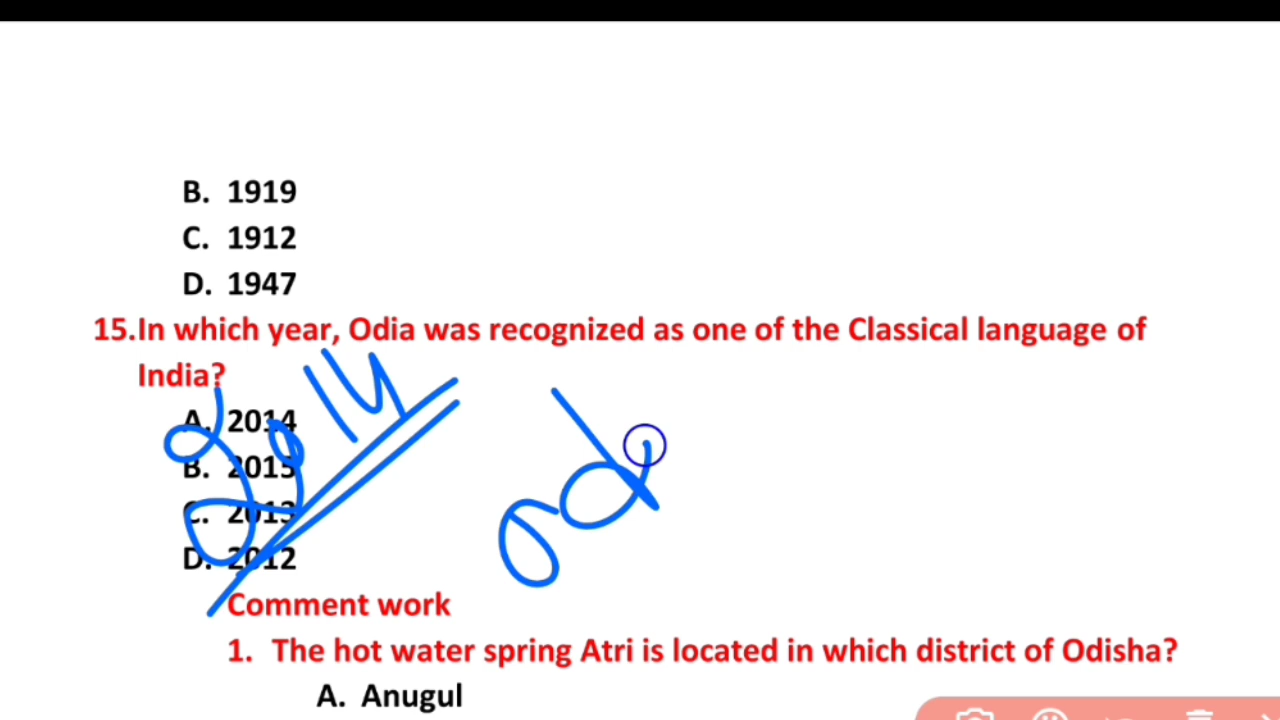 B. 1919
C. 1912
D. 1947
15.In which year, Odia was recognized as one of the Classical language of
India?
A. 2014
B. 2015
C. 2013
D. 2012
2014
od
Comment work
1. The hot water spring Atri is located in which district of Odisha?
A. Anugul